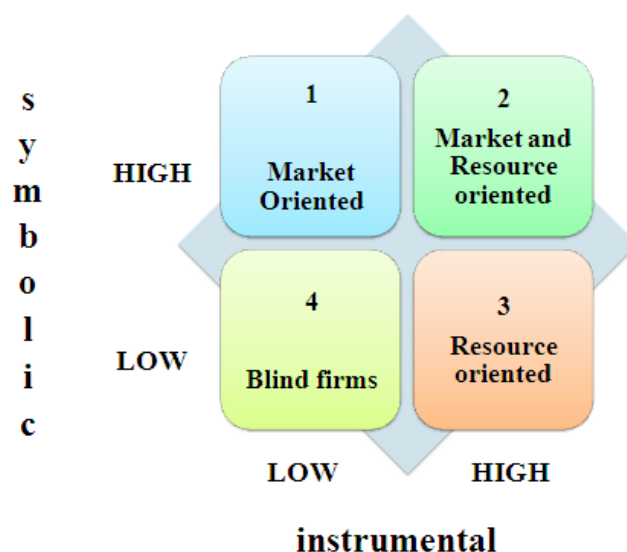 symbolic
HIGH
1
Market
Oriented
2
Market and
Resource
oriented
LOW
4
Blind firms
3
Resource
oriented
LOW
HIGH
instrumental